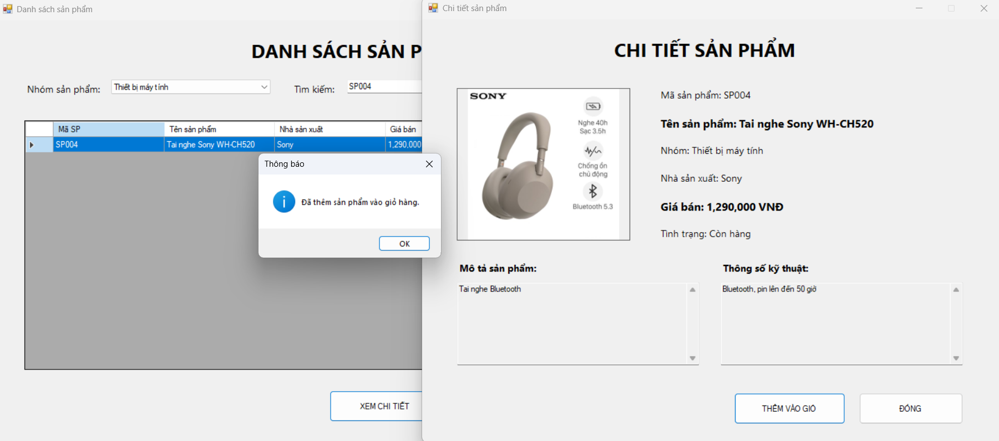 Danh sách sản phẩm
DANH SÁCH SẢN P
Nhóm sản phẩm:
Thiết bị máy tính
Tìm kiếm:
SP004
Mã SP
Tên sản phẩm
Nhà sản xuất
Giá bán
SP004
Tai nghe Sony WH-CH520
Sony
1,290,000
Thông báo
Đã thêm sản phẩm vào giỏ hàng.
OK
XEM CHI TIẾT
Chi tiết sản phẩm
CHI TIẾT SẢN PHẨM
SONY
Nghe 40h
Sạc 3.5h
Chống ồn
chủ động
Bluetooth 5.3
Mã sản phẩm: SP004
Tên sản phẩm: Tai nghe Sony WH-CH520
Nhóm: Thiết bị máy tính
Nhà sản xuất: Sony
Giá bán: 1,290,000 VNĐ
Tình trạng: Còn hàng
Mô tả sản phẩm:
Tai nghe Bluetooth
Thông số kỹ thuật:
Bluetooth, pin lên đến 50 giờ
THÊM VÀO GIỎ
ĐÓNG